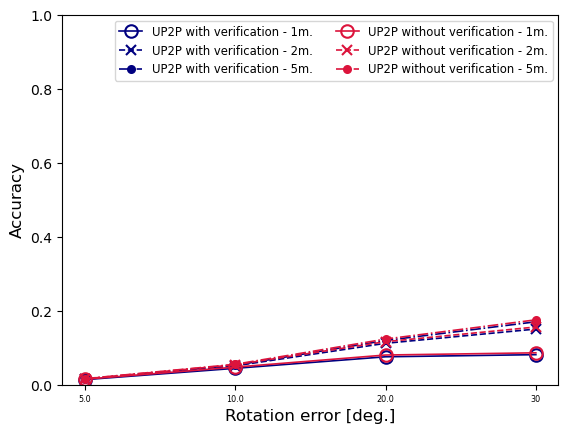 1.0
UP2P with verification - 1m.
UP2P with verification - 2m.
UP2P with verification - 5m.
UP2P without verification - 1m.
UP2P without verification - 2m.
UP2P without verification - 5m.
0.8
0.6
0.4
0.2
0.0
Accuracy
5.0 10.0 20.0 30
Rotation error [deg.]